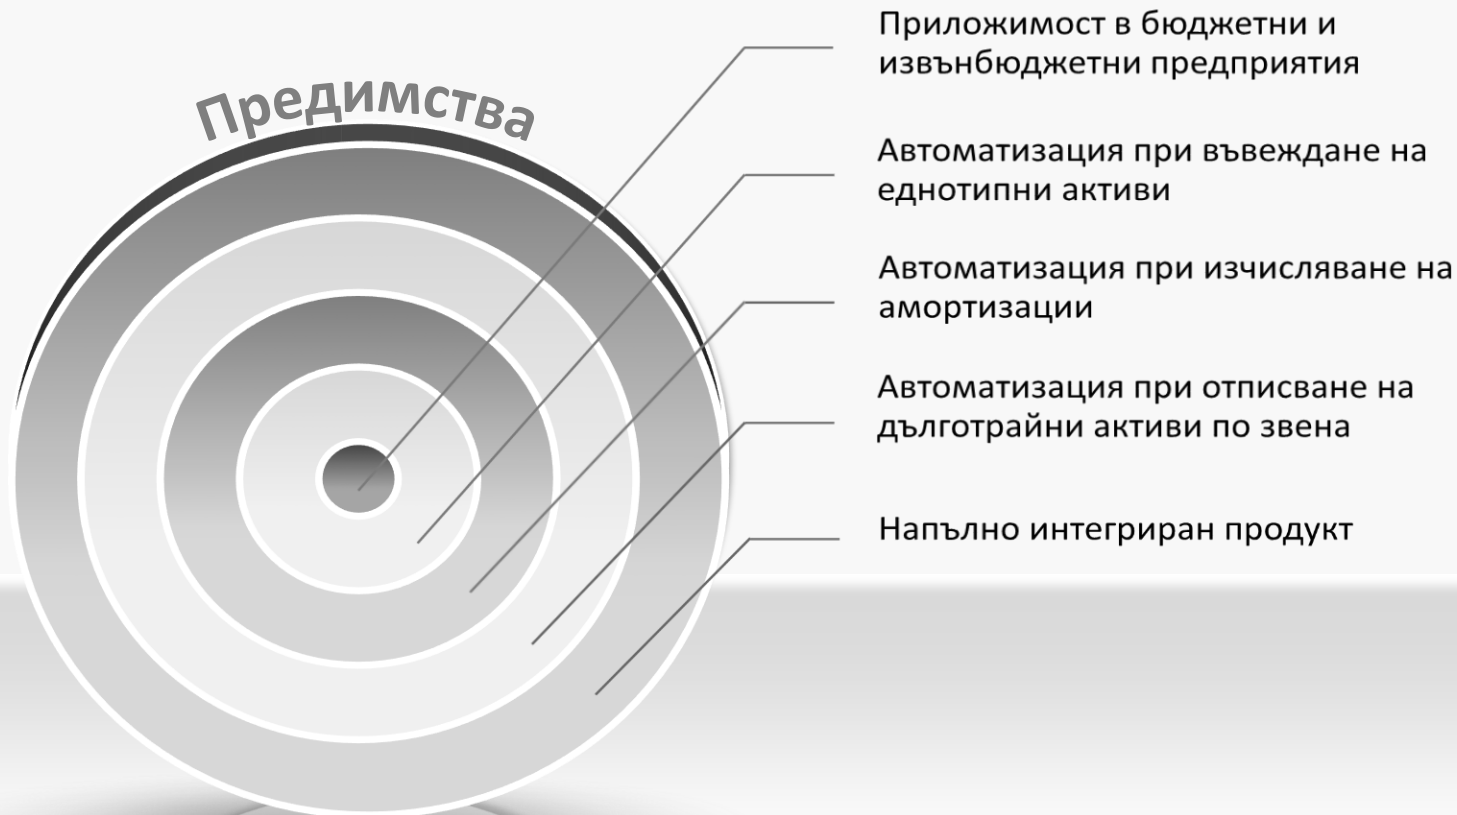 Предимства
Приложимост в бюджетни и
извънбюджетни предприятия
Автоматизация при въвеждане на
еднотипни активи
Автоматизация при изчисляване на
амортизации
Автоматизация при отписване на
дълготрайни активи по звена
Напълно интегриран продукт